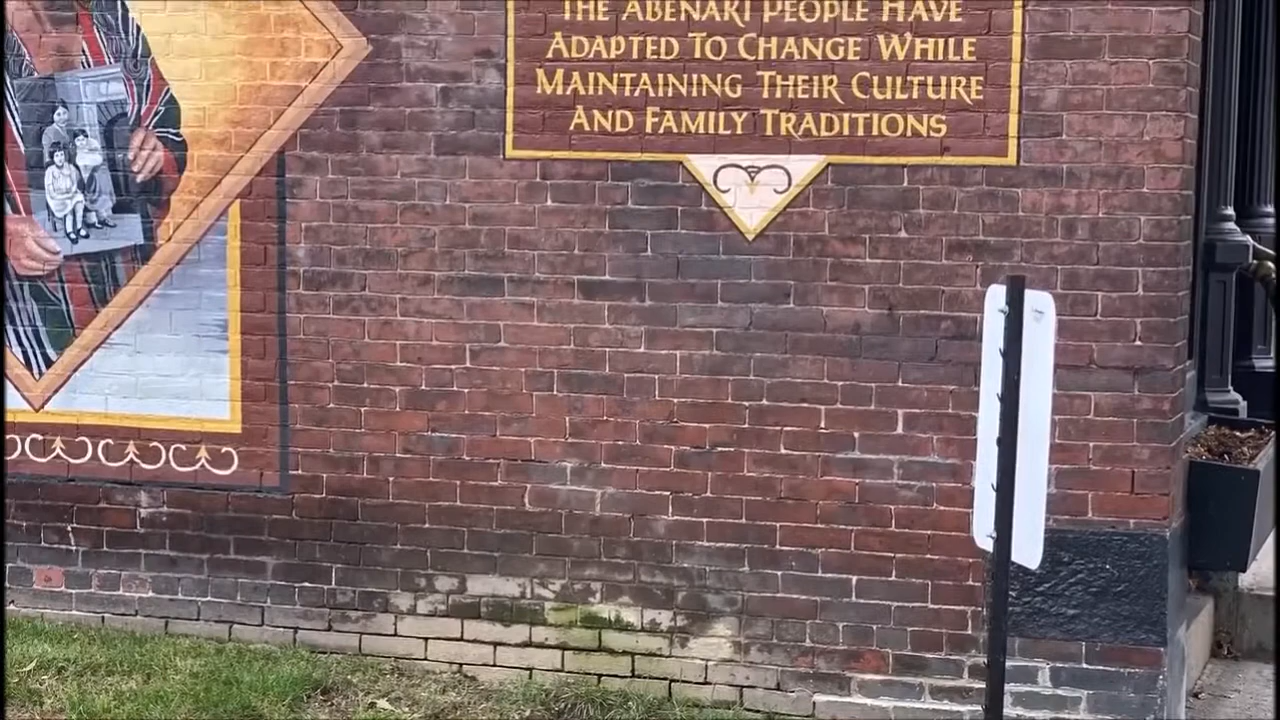 THE ABENAKI PEOPLE HAVE
ADAPTED TO CHANGE WHILE
MAINTAINING THEIR CULTURE
AND FAMILY TRADITIONS